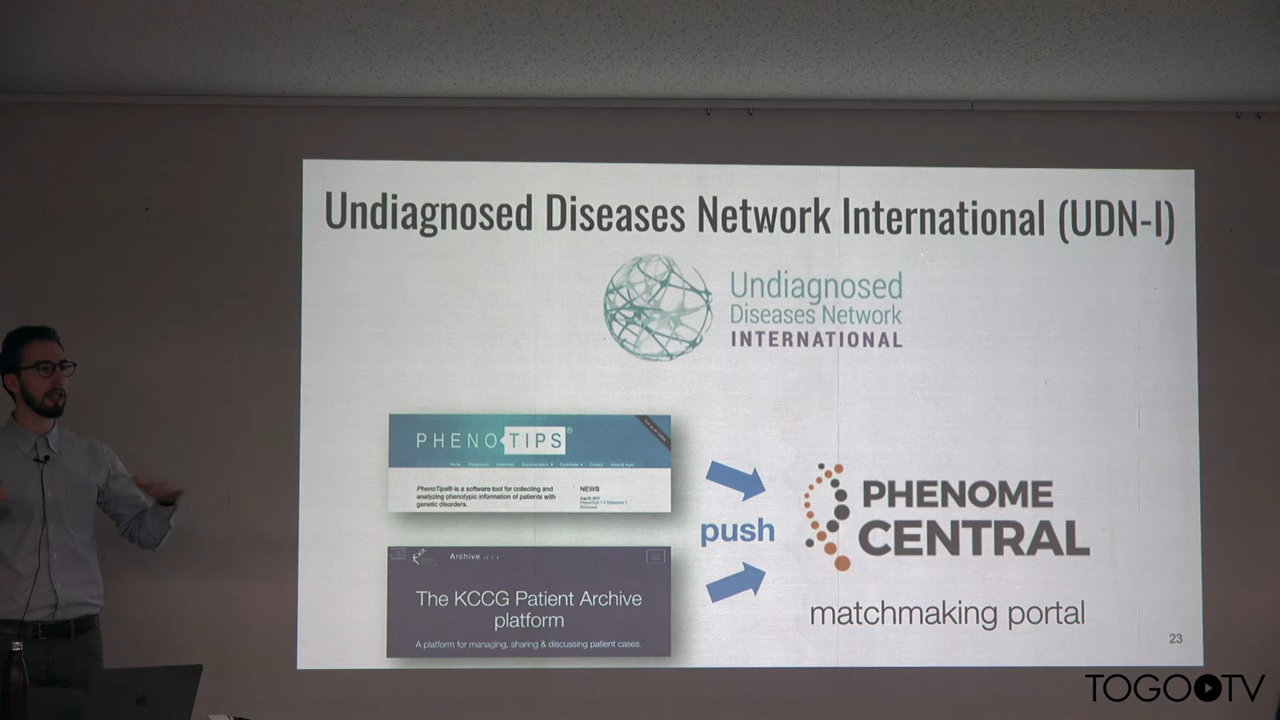 Undiagnosed Diseases Network International (UDN-I)
Undiagnosed
Diseases Network
INTERNATIONAL
PHENOTIPS®
PhenoTips® is a software tool for collecting and
analyzing phenotypic information of patients with
genetic disorders.
NEWS
push
PHENOME
CENTRAL
matchmaking portal
Archive
The KCCG Patient Archive
platform
A platform for managing, sharing & discussing patient cases.
23
TOGOTV